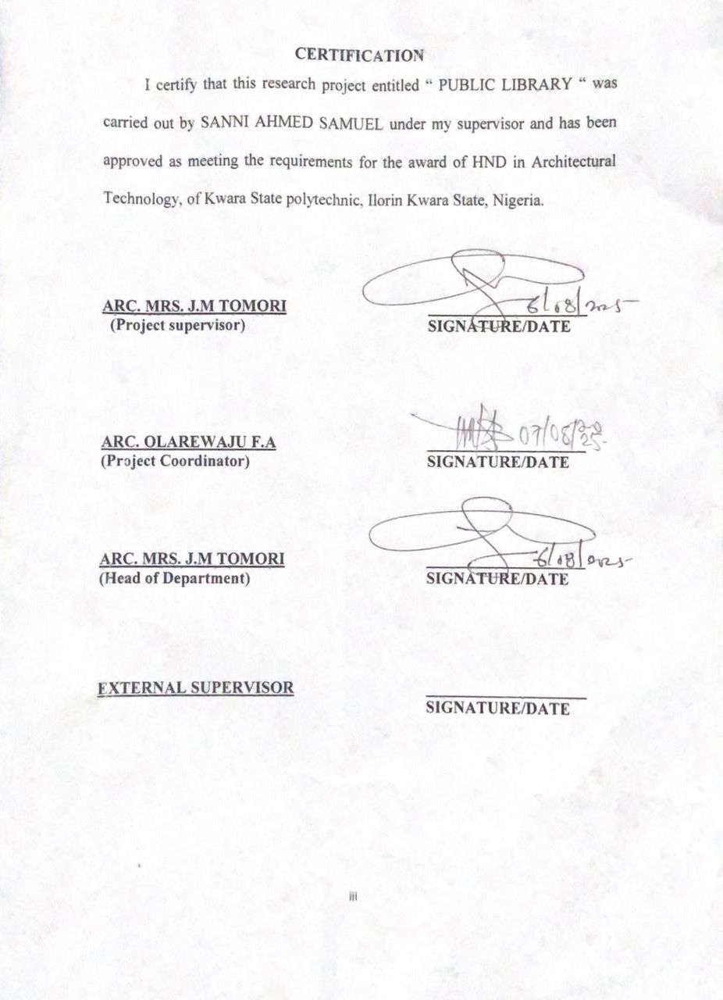 CERTIFICATION
I certify that this research project entitled “ PUBLIC LIBRARY “ was
carried out by SANNI AHMED SAMUEL under my supervisor and has been
approved as meeting the requirements for the award of HND in Architectural
Technology, of Kwara State polytechnic, Ilorin Kwara State, Nigeria.
6/08/2025
ARC. MRS. J.M TOMORI
(Project supervisor)
SIGNATURE/DATE
07/08/2025
ARC. OLAREWAJU F.A
(Project Coordinator)
SIGNATURE/DATE
6/08/2025
ARC. MRS. J.M TOMORI
(Head of Department)
SIGNATURE/DATE
EXTERNAL SUPERVISOR
SIGNATURE/DATE
iii